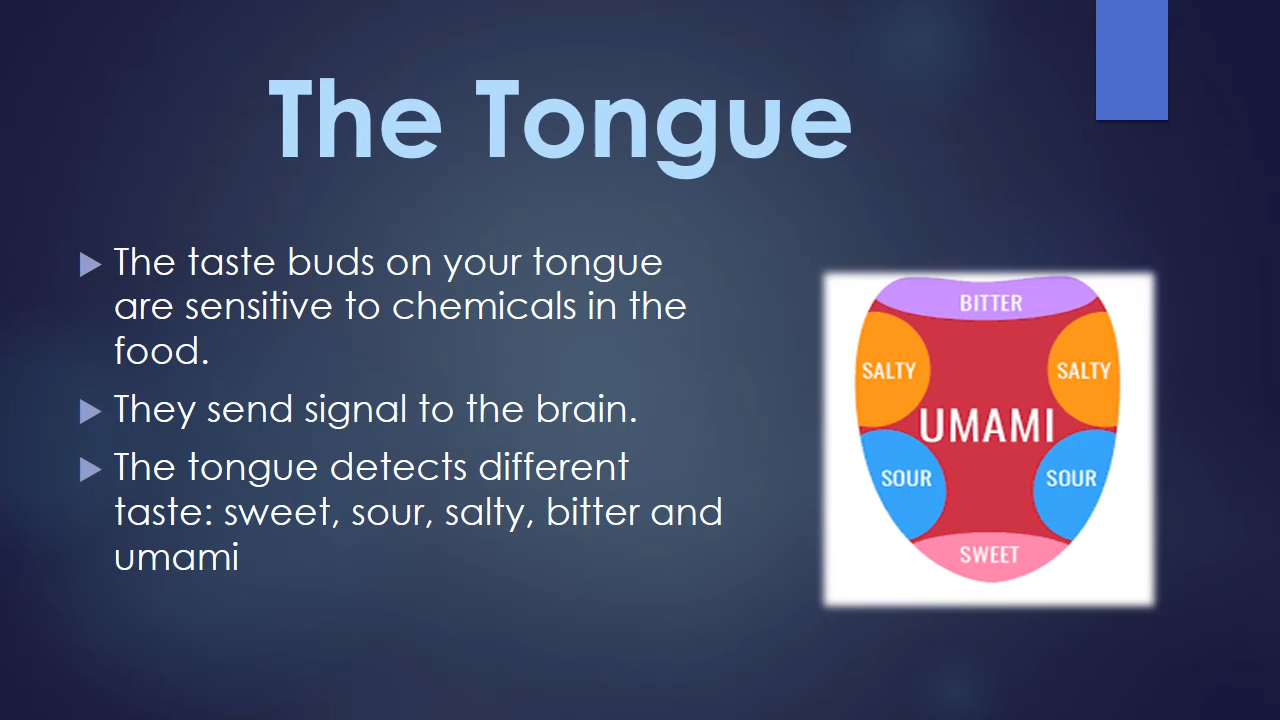 The Tongue
The taste buds on your tongue
are sensitive to chemicals in the
food.
They send signal to the brain.
The tongue detects different
taste: sweet, sour, salty, bitter and
umami
BITTER
SALTY SALTY
UMAMI
SOUR SOUR
SWEET